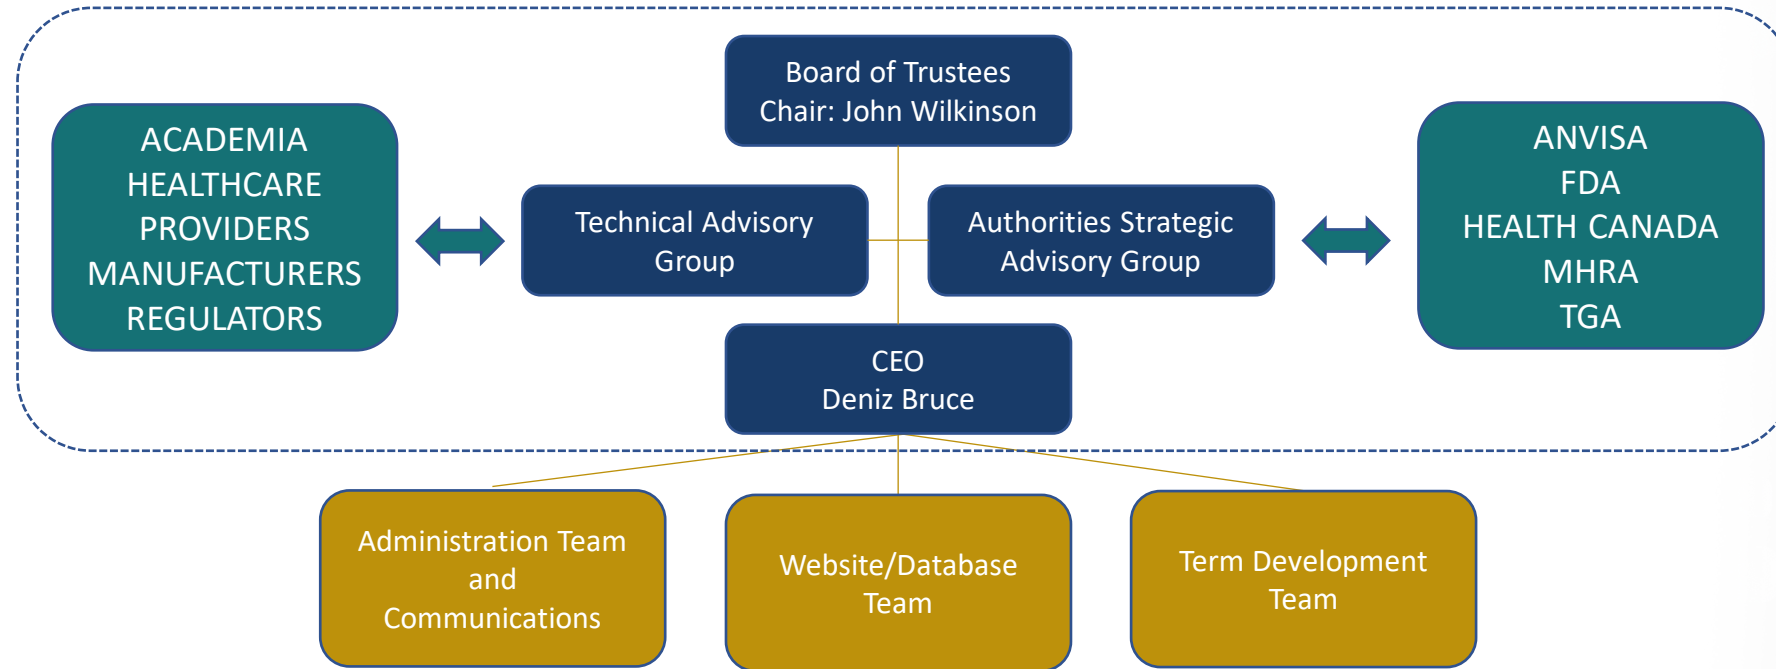 Board of Trustees
Chair: John Wilkinson
ACADEMIA
HEALTHCARE
PROVIDERS
MANUFACTURERS
REGULATORS
Technical Advisory
Group
Authorities Strategic
Advisory Group
ANVISA
FDA
HEALTH CANADA
MHRA
TGA
CEO
Deniz Bruce
Administration Team
and
Communications
Website/Database
Team
Term Development
Team